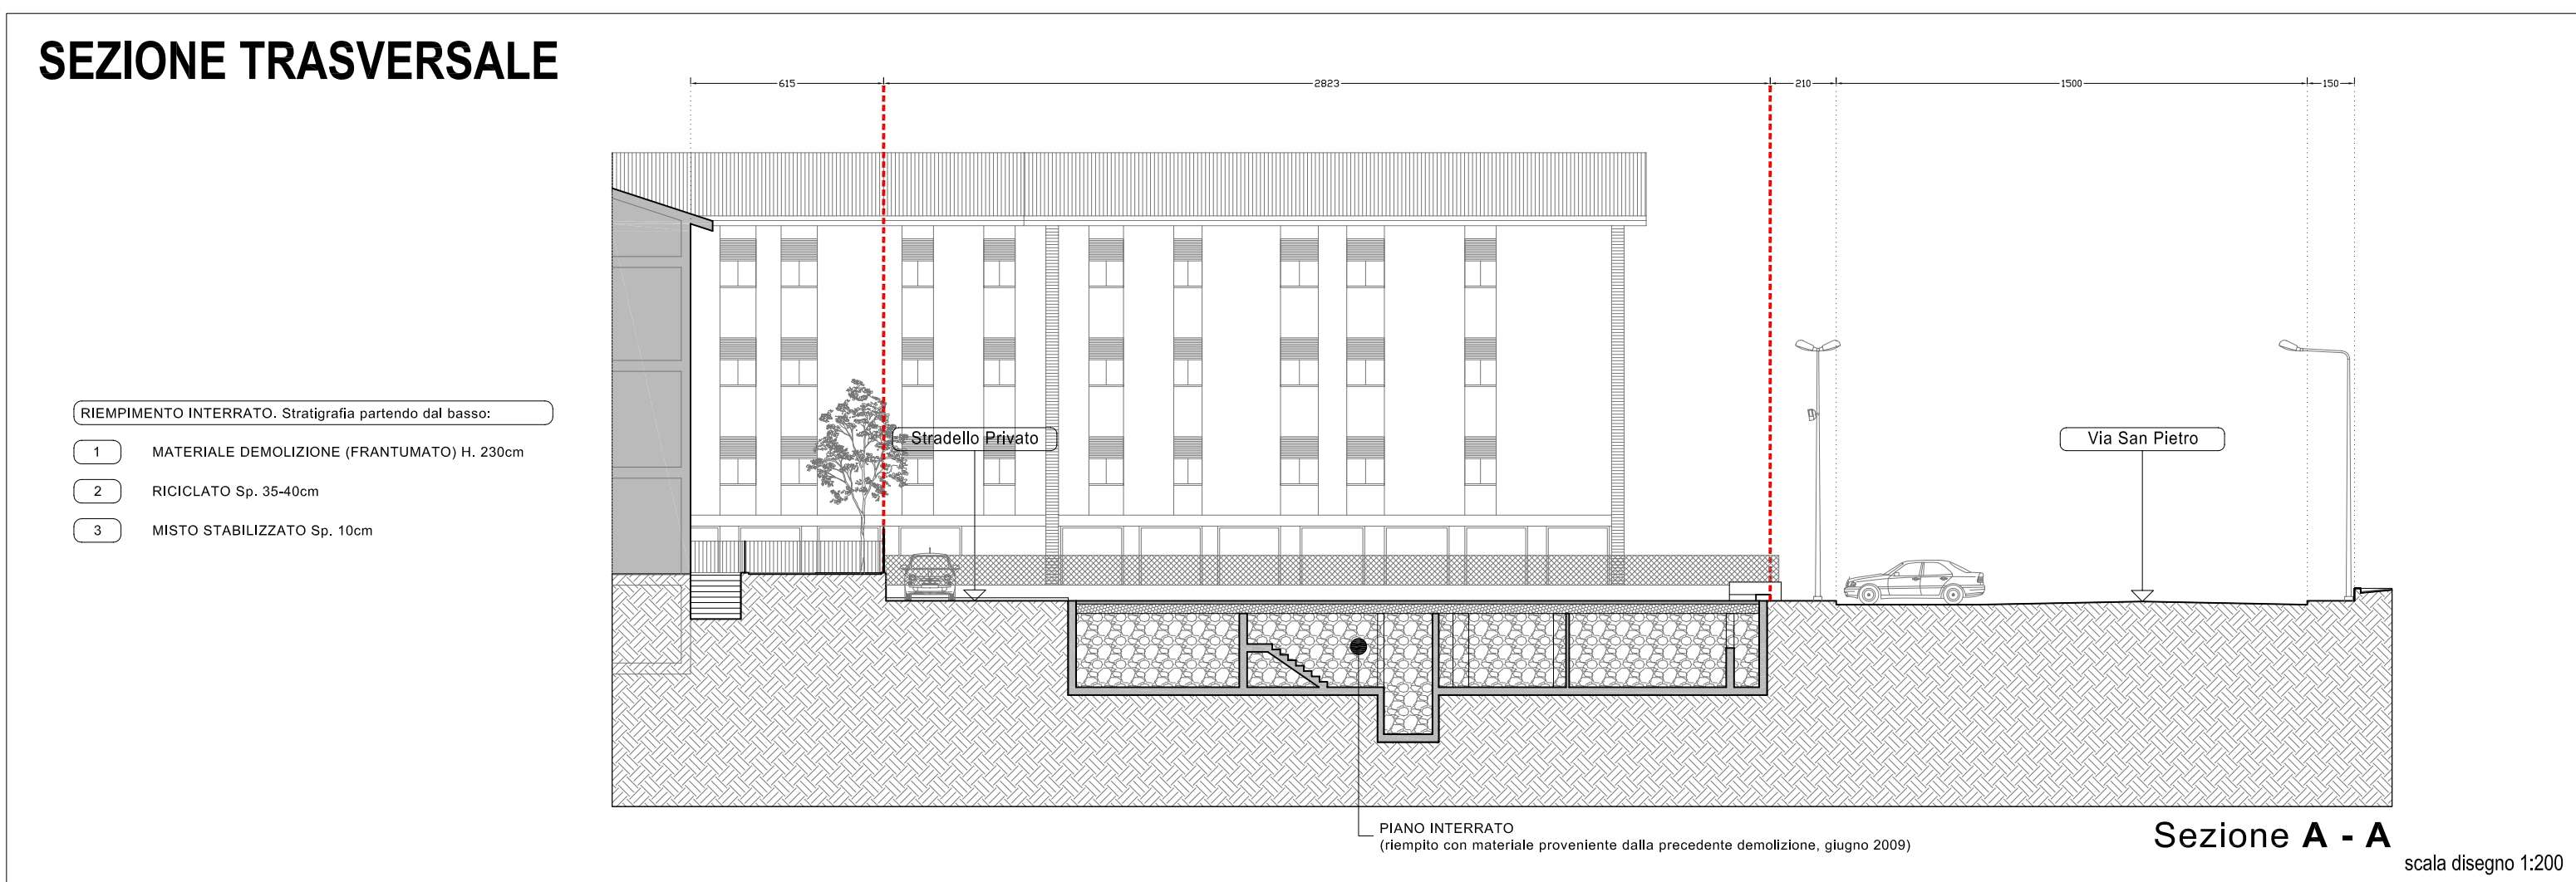 SEZIONE TRASVERSALE
615 2823 210 1500 150
RIEMPIMENTO INTERRATO. Stratigrafia partendo dal basso:
1 MATERIALE DEMOLIZIONE (FRANTUMATO) H. 230cm
2 RICICLATO Sp. 35-40cm
3 MISTO STABILIZZATO Sp. 10cm
Stradello Privato
Via San Pietro
PIANO INTERRATO
(riempito con materiale proveniente dalla precedente demolizione, giugno 2009)
Sezione A - A
scala disegno 1:200